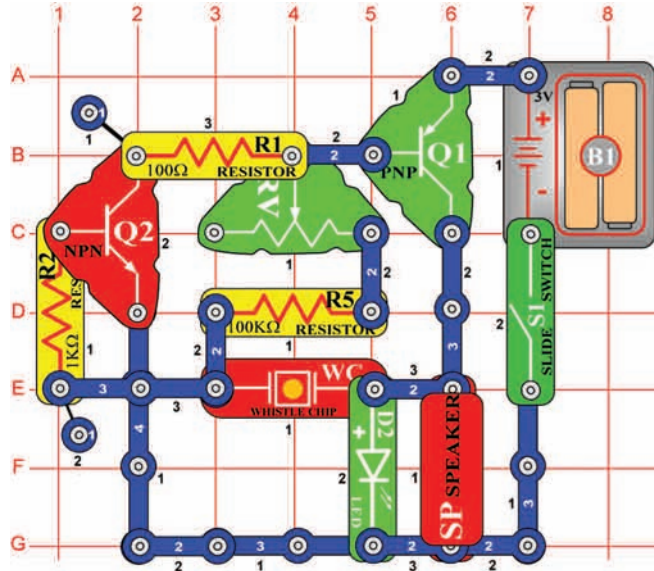 1 2 3 4 5 6 7 8
A
2
2
3V
1
1
1
3
R1
2
2
B
100Ω
RESISTOR
PNP
Q1
1
+
-
B1
RV
C
NPN
Q2
2
1
2
R2
RES
1KΩ
1
2
2
2
S1
SLIDE SWITCH
D
R5
100KΩ
RESISTOR
1
2
2
3
WC
E
3
3
WHISTLE CHIP
1
3
2
1
2
4
D2
+
LED
2
F
1
1
SP
SPEAKER
1
3
G
2
2
3
1
2
3
2
2